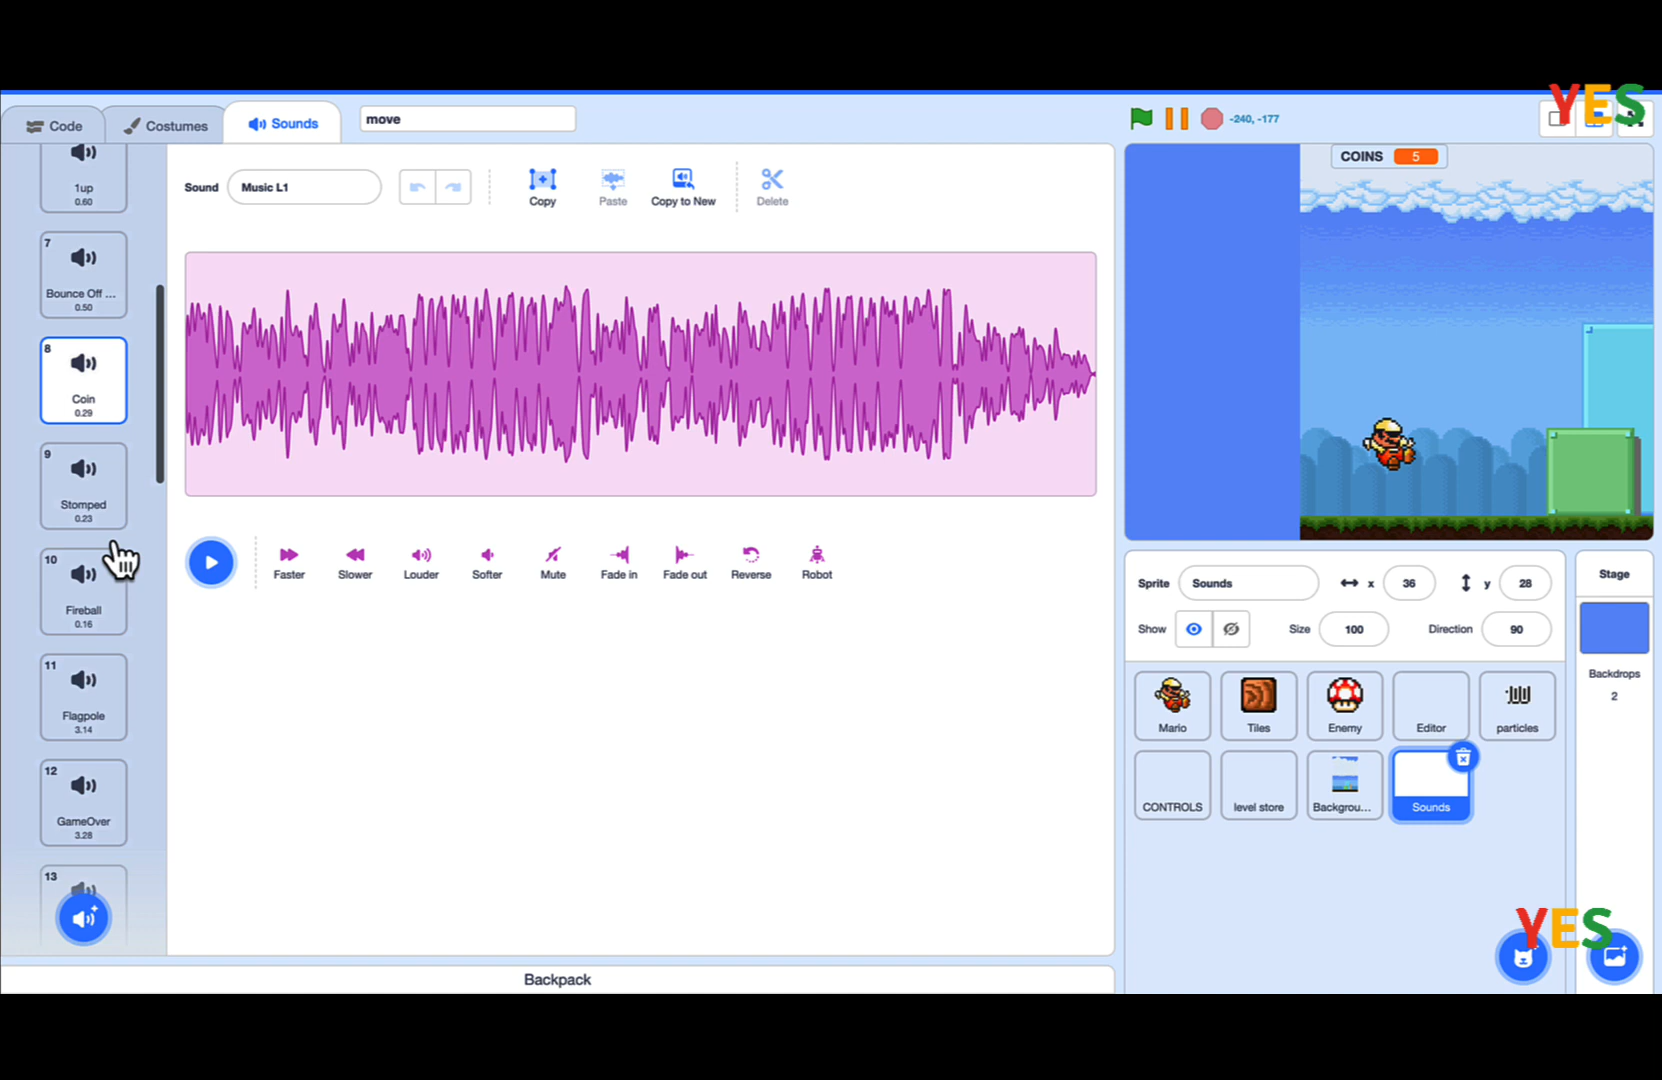 Code
Costumes
Sounds
move
-240, -177
YES
1up
0.60
7
Bounce Off ...
0.50
8
Coin
0.29
9
Stomped
0.23
10
Fireball
0.16
11
Flagpole
3.14
12
GameOver
3.28
13
Sound
Music L1
Copy
Paste
Copy to New
Delete
Faster
Slower
Louder
Softer
Mute
Fade in
Fade out
Reverse
Robot
Backpack
COINS 5
Sprite
Sounds
x
36
y
28
Show
Size
100
Direction
90
Mario
Tiles
Enemy
Editor
particles
CONTROLS
level store
Backgrou...
Sounds
Stage
Backdrops
2
YES